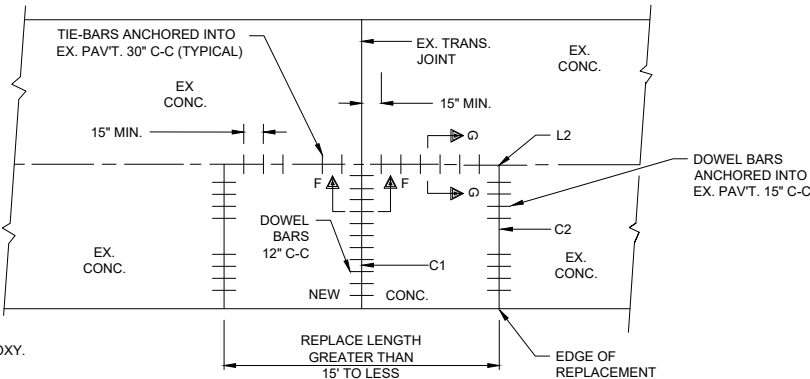 TIE-BARS ANCHORED INTO
EX. PAV'T. 30" C-C (TYPICAL)
EX. TRANS.
JOINT
EX.
CONC.
EX
CONC.
15" MIN.
15" MIN.
G
L2
DOWEL BARS
ANCHORED INTO
EX. PAV'T. 15" C-C
F
F
G
DOWEL
BARS
12" C-C
C2
EX.
CONC.
C1
EX.
CONC.
NEW
CONC.
OXY.
REPLACE LENGTH
GREATER THAN
15' TO LESS
EDGE OF
REPLACEMENT